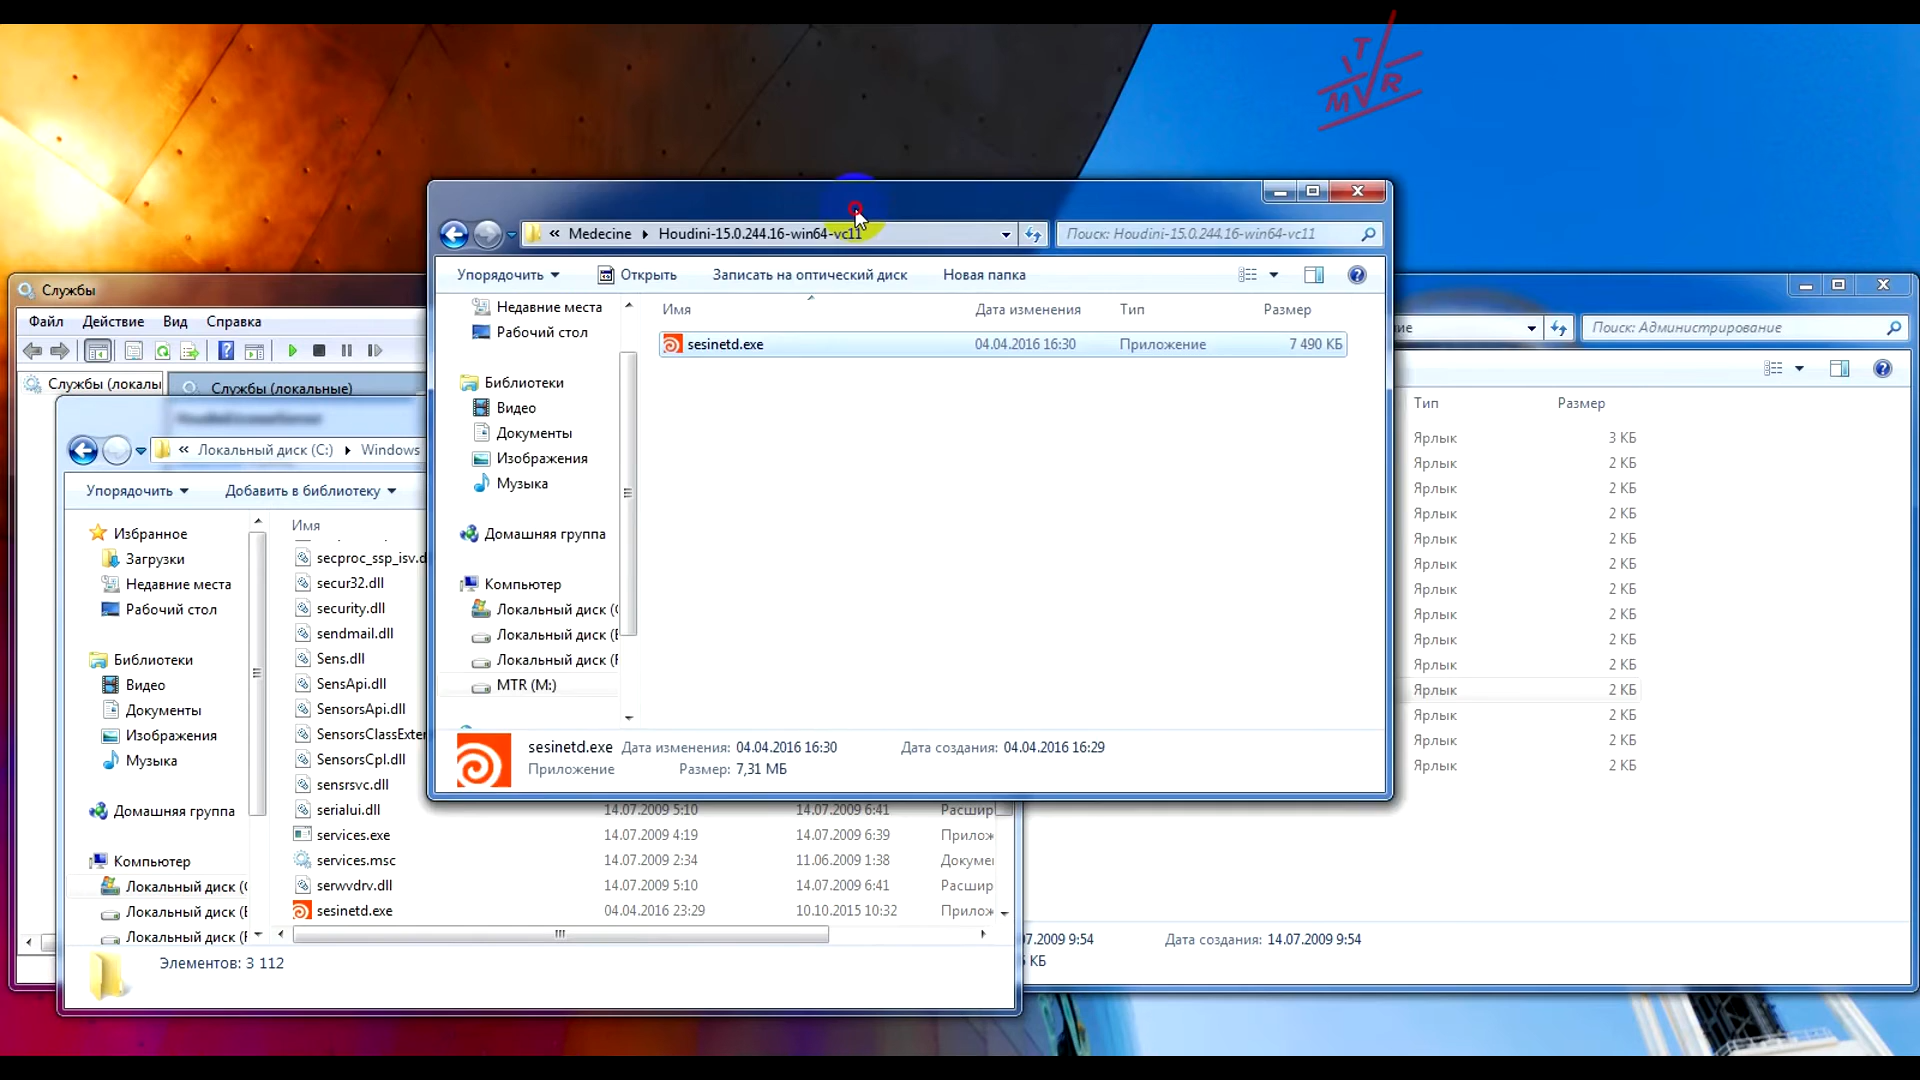 T
MVR
Medecine Houdini-15.0.244.16-win64-vc11
Поиск: Houdini-15.0.244.16-win64-vc11
Упорядочить Открыть Записать на оптический диск Новая папка
Недавние места
Рабочий стол
Библиотеки
Видео
Документы
Изображения
Музыка
Домашняя группа
Компьютер
Локальный диск (
Локальный диск (
Локальный диск (
MTR (M:)
Имя Дата изменения Тип Размер
sesinetd.exe 04.04.2016 16:30 Приложение 7 490 КБ
sesinetd.exe Дата изменения: 04.04.2016 16:30 Дата создания: 04.04.2016 16:29
Приложение Размер: 7,31 МБ
Службы
Файл Действие Вид Справка
Службы (локалы
Службы (локальные)
« Локальный диск (C:) Windows
Упорядочить Добавить в библиотеку
Избранное
Загрузки
Недавние места
Рабочий стол
Библиотеки
Видео
Документы
Изображения
Музыка
Домашняя группа
Компьютер
Локальный диск (
Локальный диск (
Локальный диск (
Имя
secproc_ssp_isv.d
secur32.dll
security.dll
sendmail.dll
Sens.dll
SensApi.dll
SensorsApi.dll
SensorsClassExter
SensorsCpl.dll
sensrsvc.dll
serialui.dll 14.07.2009 5:10 14.07.2009 6:41 Расшир
services.exe 14.07.2009 4:19 14.07.2009 6:39 Прилож
services.msc 14.07.2009 2:34 11.06.2009 1:38 Докумен
serwvdrv.dll 14.07.2009 5:10 14.07.2009 6:41 Расшир
sesinetd.exe 04.04.2016 23:29 10.10.2015 10:32 Прилож
Элементов: 3 112
ие
Поиск: Администрирование
Тип Размер
Ярлык 3 КБ
Ярлык 2 КБ
Ярлык 2 КБ
Ярлык 2 КБ
Ярлык 2 КБ
Ярлык 2 КБ
Ярлык 2 КБ
Ярлык 2 КБ
Ярлык 2 КБ
Ярлык 2 КБ
Ярлык 2 КБ
Ярлык 2 КБ
Ярлык 2 КБ
Ярлык 2 КБ
7.2009 9:54 Дата создания: 14.07.2009 9:54
КБ